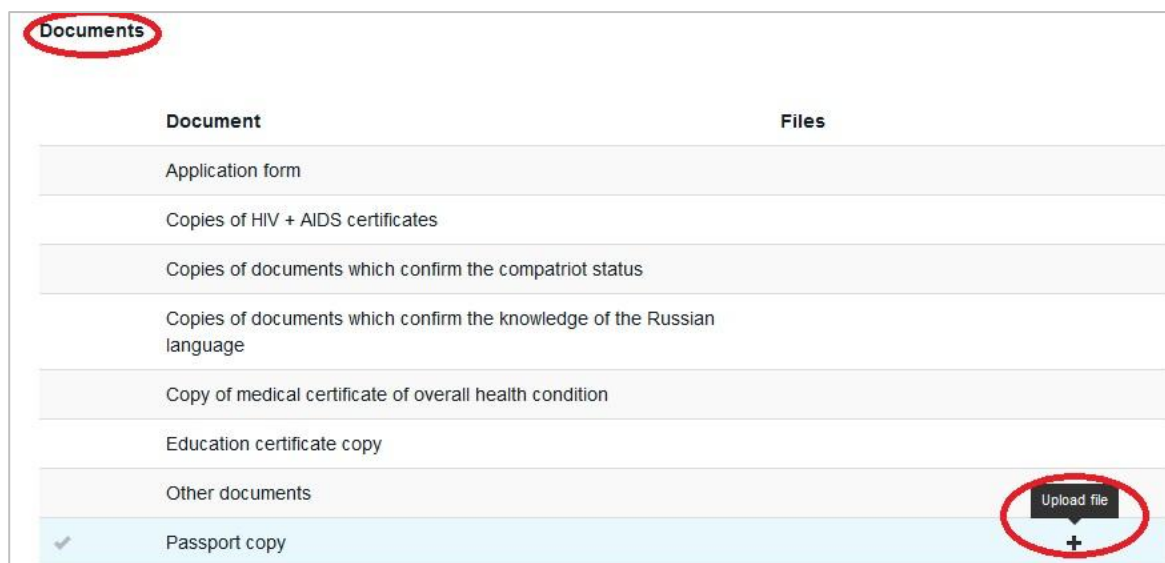 Documents
Document Files
Application form
Copies of HIV + AIDS certificates
Copies of documents which confirm the compatriot status
Copies of documents which confirm the knowledge of the Russian
language
Copy of medical certificate of overall health condition
Education certificate copy
Other documents
Upload file
Passport copy +